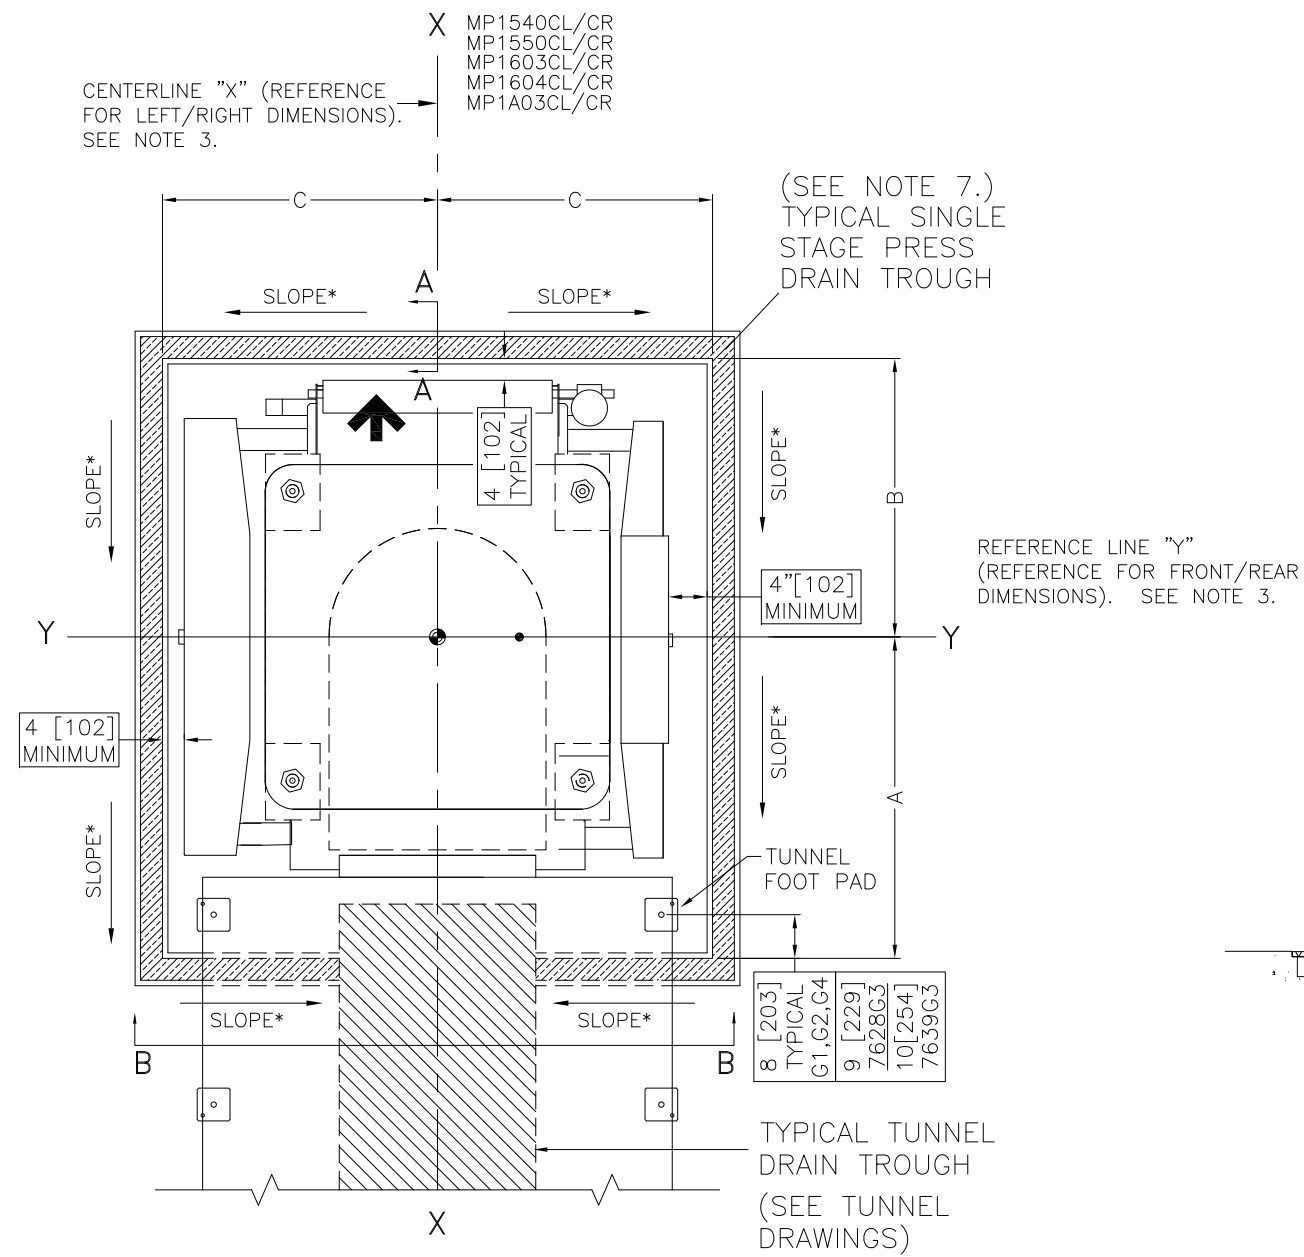 X
MP1540CL/CR
MP1550CL/CR
MP1603CL/CR
MP1604CL/CR
MP1A03CL/CR
CENTERLINE "X" (REFERENCE
FOR LEFT/RIGHT DIMENSIONS).
SEE NOTE 3.
(SEE NOTE 7.)
TYPICAL SINGLE
STAGE PRESS
DRAIN TROUGH
C
C
SLOPE*
A
SLOPE*
A
4 [102]
TYPICAL
SLOPE*
SLOPE*
B
REFERENCE LINE "Y"
(REFERENCE FOR FRONT/REAR
DIMENSIONS). SEE NOTE 3.
4"[102]
MINIMUM
Y
Y
4 [102]
MINIMUM
SLOPE*
A
SLOPE*
TUNNEL
FOOT PAD
8 [203]
TYPICAL
G1,G2,G4
9 [229]
7628G3
10[254]
7639G3
SLOPE*
SLOPE*
B
B
TYPICAL TUNNEL
DRAIN TROUGH
(SEE TUNNEL
DRAWINGS)
X